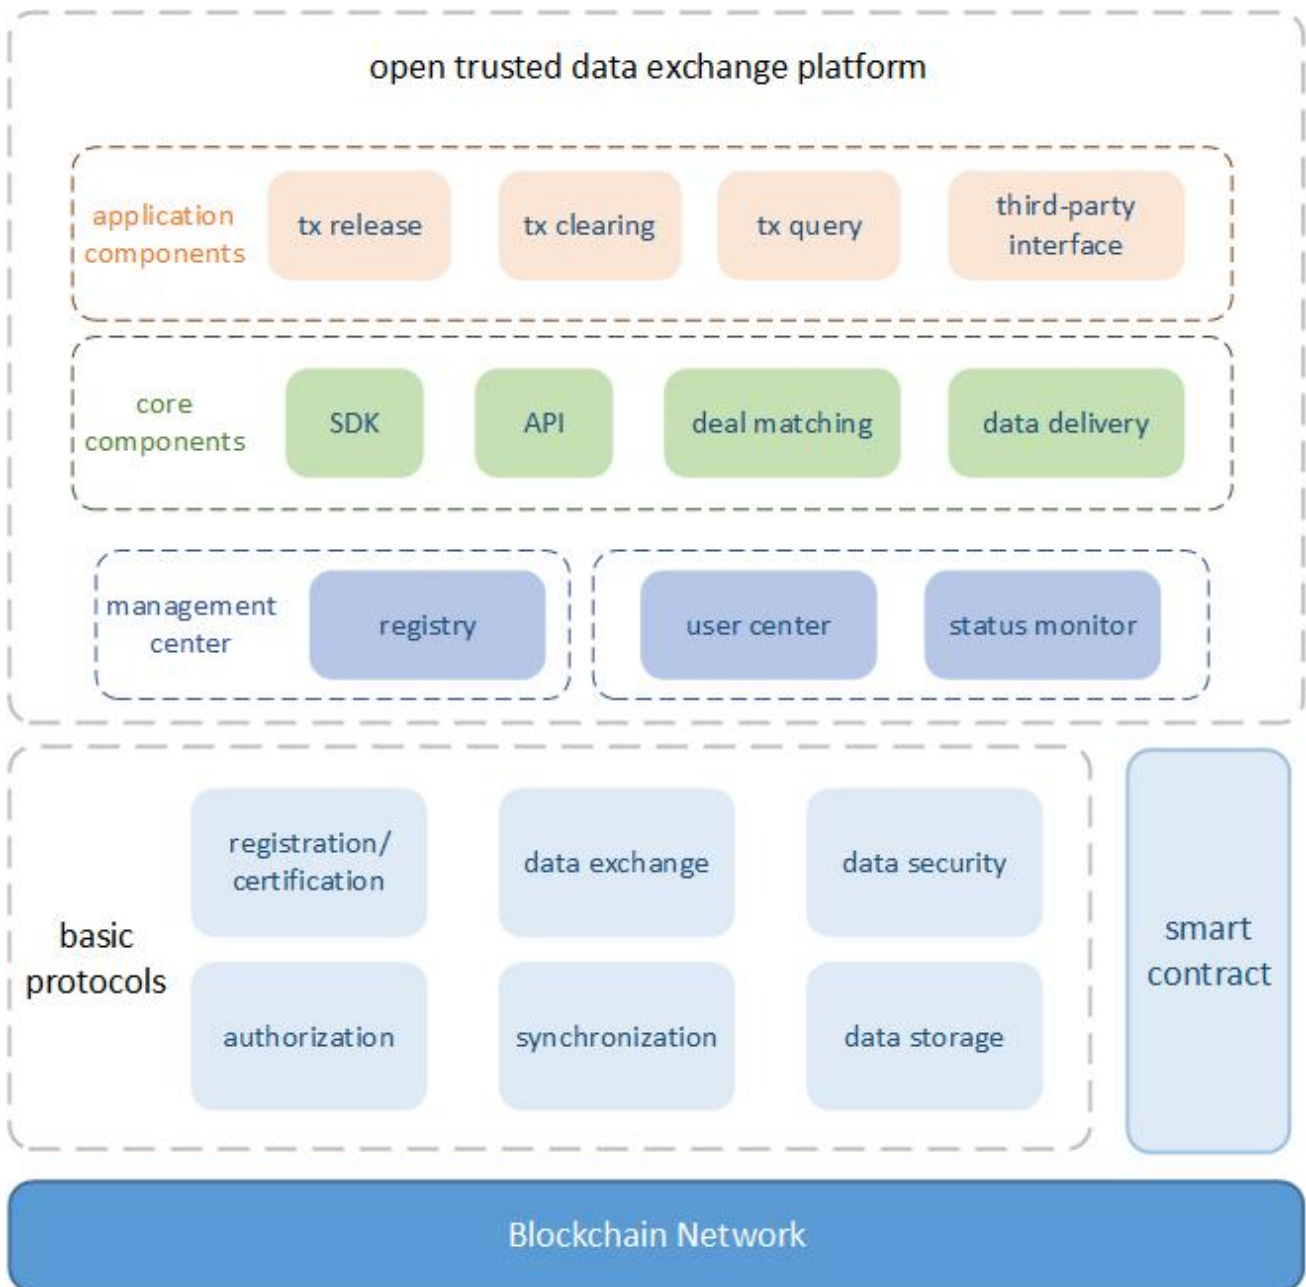 open trusted data exchange platform
application
components
tx release
tx clearing
tx query
third-party
interface
core
components
SDK
API
deal matching
data delivery
management
center
registry
user center
status monitor
basic
protocols
registration/
certification
data exchange
data security
authorization
synchronization
data storage
smart
contract
Blockchain Network